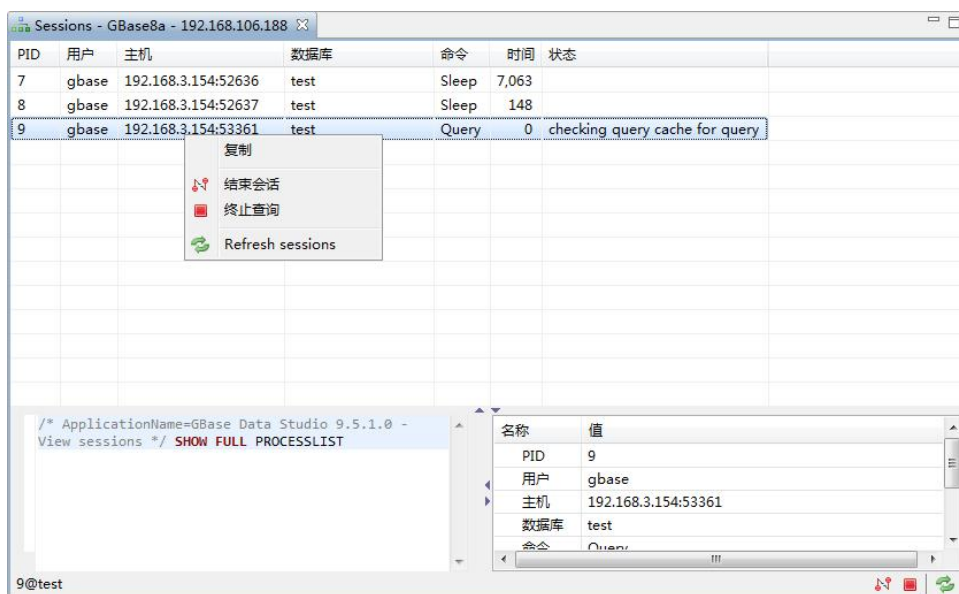 Sessions - GBase8a - 192.168.106.188
PID 用户 主机 数据库 命令 时间 状态
7 gbase 192.168.3.154:52636 test Sleep 7,063
8 gbase 192.168.3.154:52637 test Sleep 148
9 gbase 192.168.3.154:53361 test Query 0 checking query cache for query
复制
结束会话
终止查询
Refresh sessions
/* ApplicationName=GBase Data Studio 9.5.1.0 -
View sessions */ SHOW FULL PROCESSLIST
名称 值
PID 9
用户 gbase
主机 192.168.3.154:53361
数据库 test
命令 Query
9@test